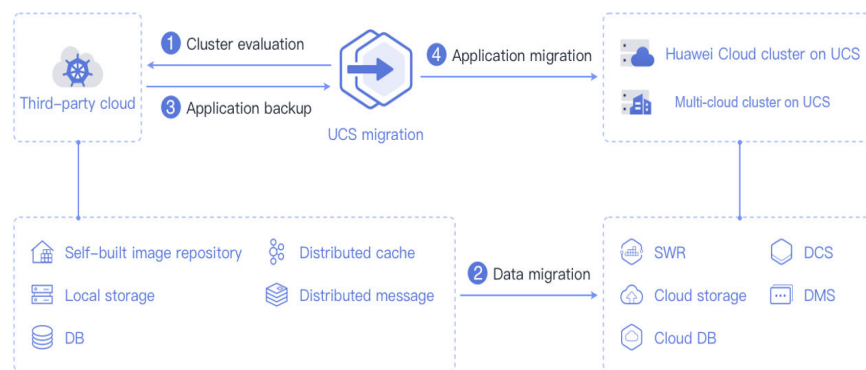 1 Cluster evaluation
Third-party cloud
3 Application backup
UCS migration
4 Application migration
Huawei Cloud cluster on UCS
Multi-cloud cluster on UCS
Self-built image repository
Distributed cache
Local storage
Distributed message
DB
2 Data migration
SWR
DCS
Cloud storage
DMS
Cloud DB